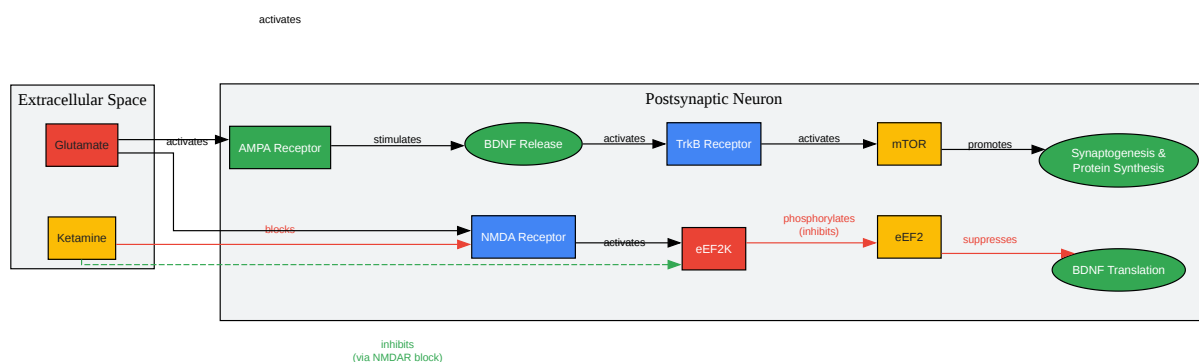 activates
Extracellular Space
Postsynaptic Neuron
Glutamate
activates
AMPA Receptor
stimulates
BDNF Release
activates
TrkB Receptor
activates
mTOR
promotes
Synaptogenesis &
Protein Synthesis
Ketamine
blocks
NMDA Receptor
activates
eEF2K
phosphorylates
(inhibits)
eEF2
suppresses
BDNF Translation
inhibits
(via NMDAR block)